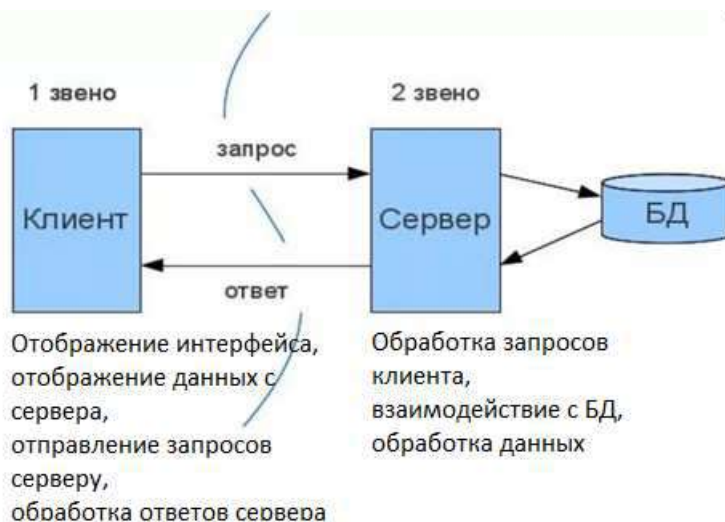 1 звено
2 звено
запрос
Клиент
Сервер
БД
ответ
Отображение интерфейса,
отображение данных с
сервера,
отправление запросов
серверу,
обработка ответов сервера
Обработка запросов
клиента,
взаимодействие с БД,
обработка данных